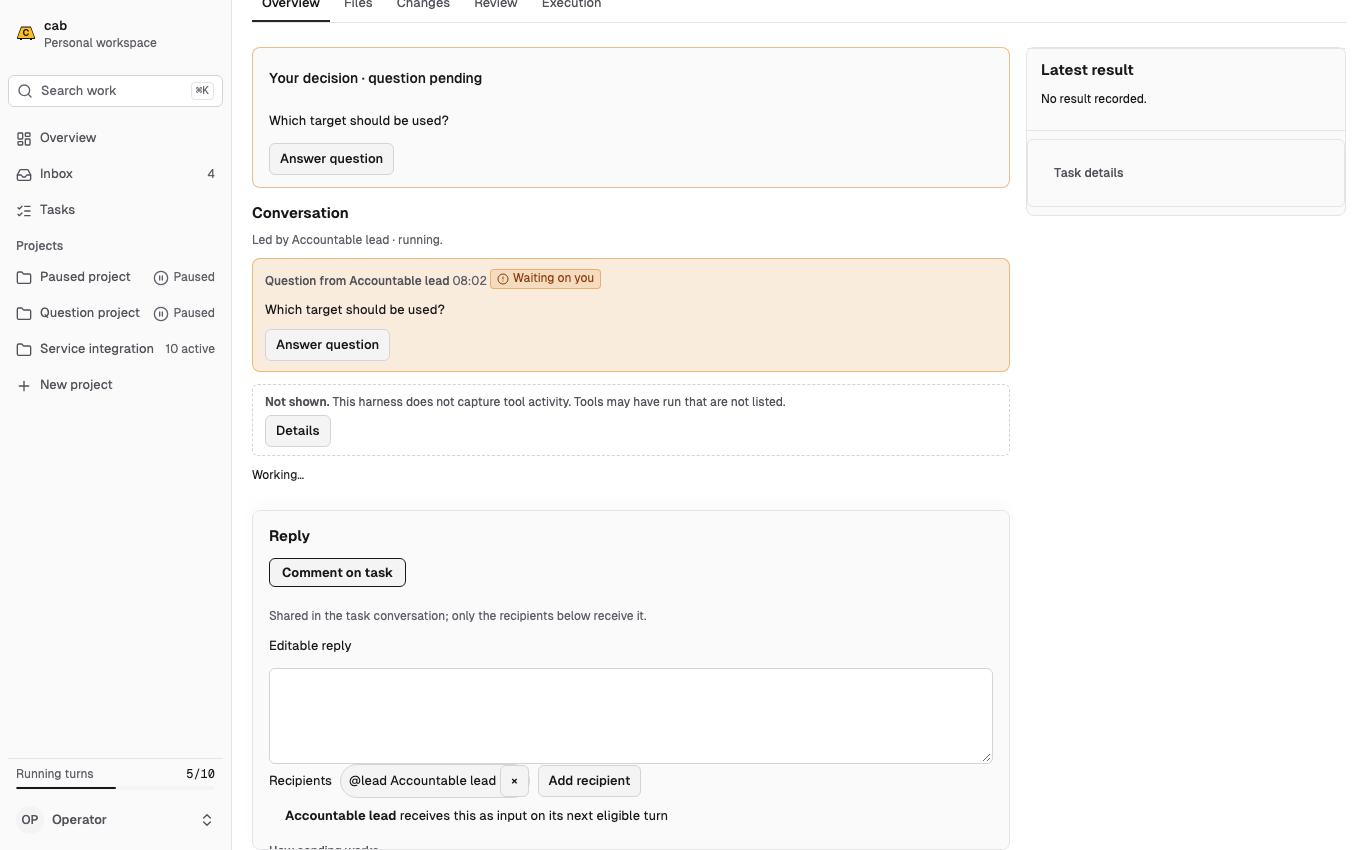 C
cab
Personal workspace
Search work
⌘K
Overview
Inbox
4
Tasks
Projects
Paused project
Paused
Question project
Paused
Service integration
10 active
New project
Running turns
5/10
OP
Operator
Overview
Files
Changes
Review
Execution
Your decision · question pending
Which target should be used?
Answer question
Conversation
Led by Accountable lead · running.
Question from Accountable lead 08:02 Waiting on you
Which target should be used?
Answer question
Not shown. This harness does not capture tool activity. Tools may have run that are not listed.
Details
Working…
Reply
Comment on task
Shared in the task conversation; only the recipients below receive it.
Editable reply
Recipients @lead Accountable lead × Add recipient
Accountable lead receives this as input on its next eligible turn
How sending works
Latest result
No result recorded.
Task details